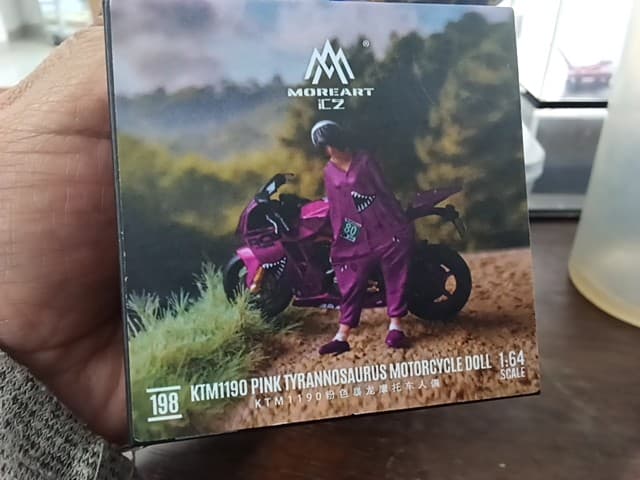 ®
MOREART
汇艺
80
KTM1190 PINK TYRANNOSAURUS MOTORCYCLE DOLL
1:64
SCALE
198
KTM1190粉色暴龙摩托车人偶